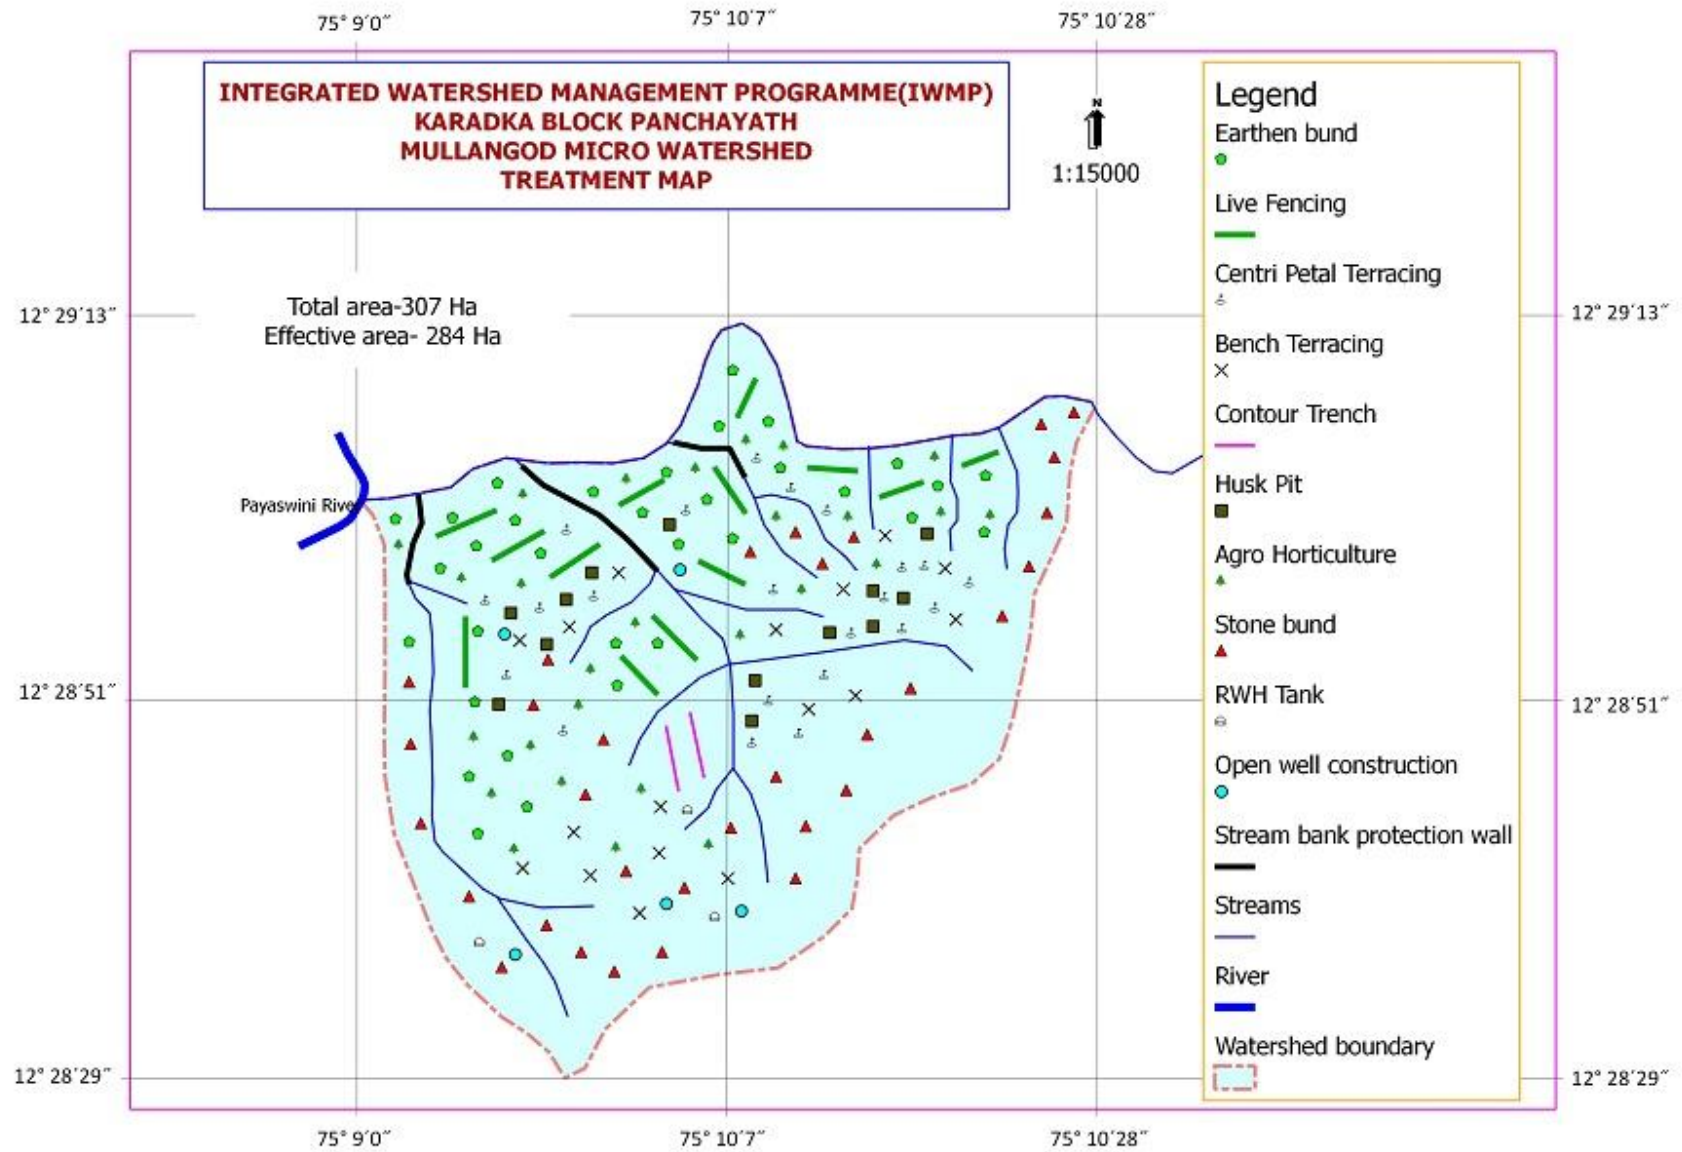 75° 9′0″
75° 10′7″
75° 10′28″
INTEGRATED WATERSHED MANAGEMENT PROGRAMME(IWMP)
KARADKA BLOCK PANCHAYATH
MULLANGOD MICRO WATERSHED
TREATMENT MAP
N
1:15000
Legend
Earthen bund
Live Fencing
Centri Petal Terracing
Bench Terracing
Contour Trench
Husk Pit
Agro Horticulture
Stone bund
RWH Tank
Open well construction
Stream bank protection wall
Streams
River
Watershed boundary
Total area-307 Ha
Effective area- 284 Ha
12° 29′13″
12° 29′13″
Payaswini River
12° 28′51″
12° 28′51″
12° 28′29″
12° 28′29″
75° 9′0″
75° 10′7″
75° 10′28″